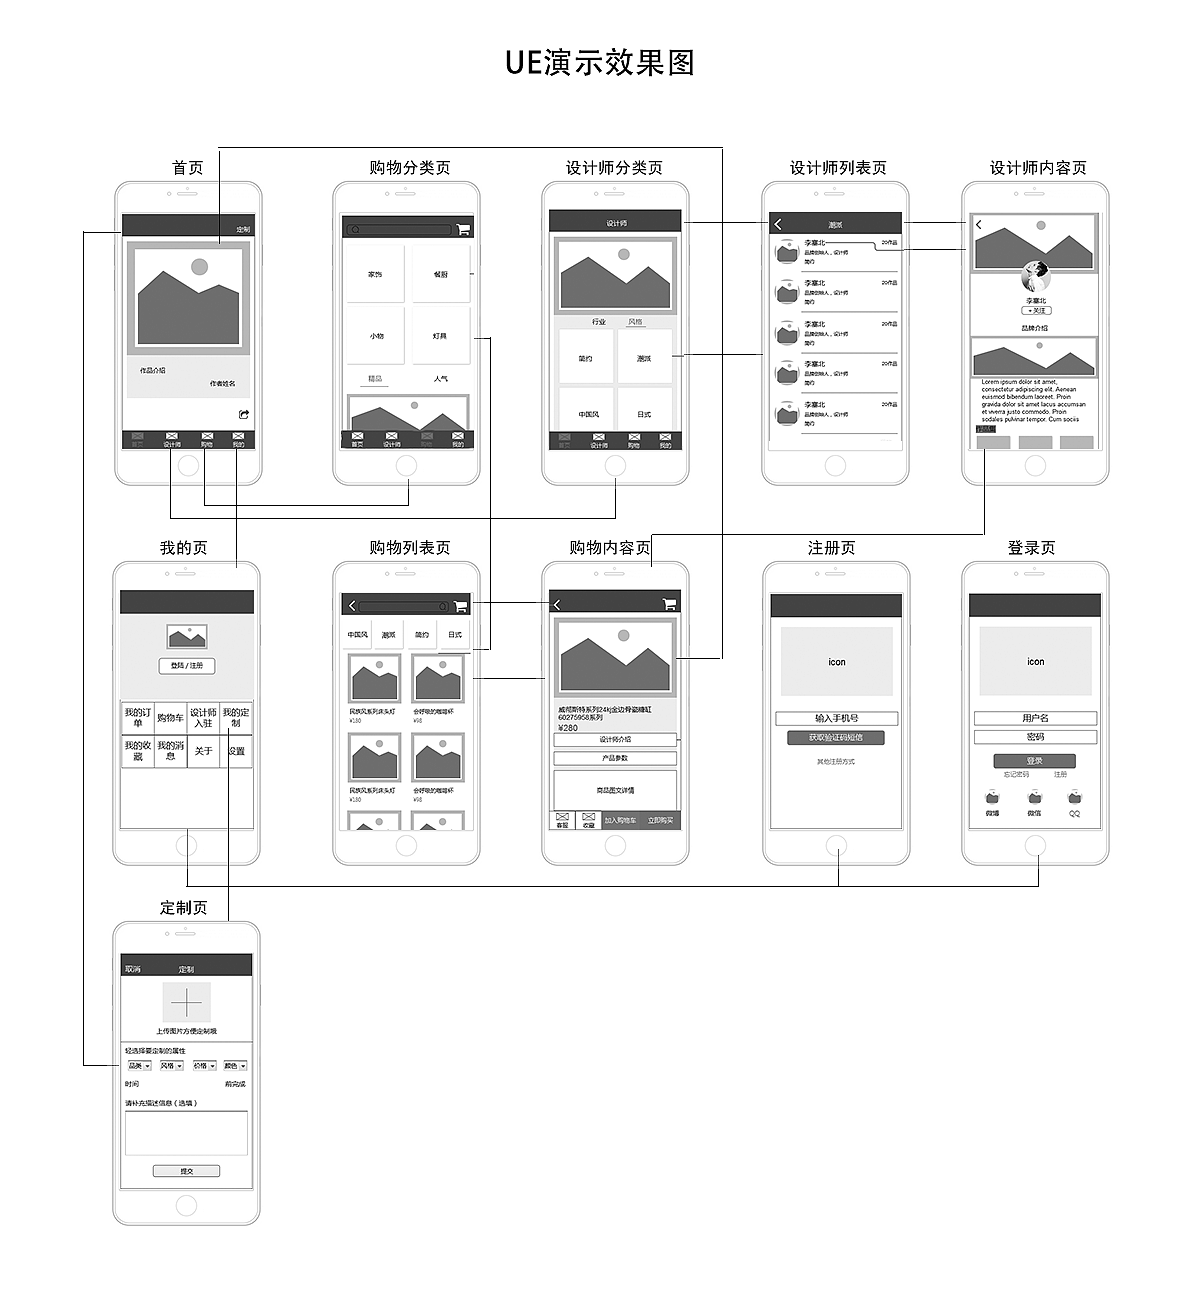 UE演示效果图
首页
定制
作品介绍
作者姓名
首页 设计师 购物 我的
购物分类页
家饰 餐厨
小物 灯具
精品 人气
首页 设计师 购物 我的
设计师分类页
设计师
行业 风格
简约 潮派
中国风 日式
首页 设计师 购物 我的
设计师列表页
潮派
李塞北 20作品
品牌创始人，设计师
简约
李塞北 20作品
品牌创始人，设计师
简约
李塞北 20作品
品牌创始人，设计师
简约
李塞北 20作品
品牌创始人，设计师
简约
李塞北 20作品
品牌创始人，设计师
简约
设计师内容页
李塞北
+关注
品牌介绍
Lorem ipsum dolor sit amet,
consectetur adipiscing elit. Aenean
euismod bibendum laoreet. Proin
gravida dolor sit amet lacus accumsan
et viverra justo commodo. Proin
sodales pulvinar tempor. Cum sociis
我的页
登陆 / 注册
我的订单 购物车 设计师入驻 我的定制
我的收藏 我的消息 关于 设置
购物列表页
中国风 潮派 简约 日式
民族风系列床头灯 会呼吸的咖啡杯
¥180 ¥98
民族风系列床头灯 会呼吸的咖啡杯
¥180 ¥98
购物内容页
威彻斯特系列24k金边骨瓷糖缸
60275958系列
¥280
设计师介绍
产品参数
商品图文详情
客服 收藏 加入购物车 立即购买
注册页
icon
输入手机号
获取验证码短信
其他注册方式
登录页
icon
用户名
密码
登录
忘记密码 注册
微博 微信 QQ
定制页
取消 定制
上传图片方便定制哦
轻选择要定制的属性
品类 风格 价格 颜色
时间 前完成
请补充描述信息（选填）
提交